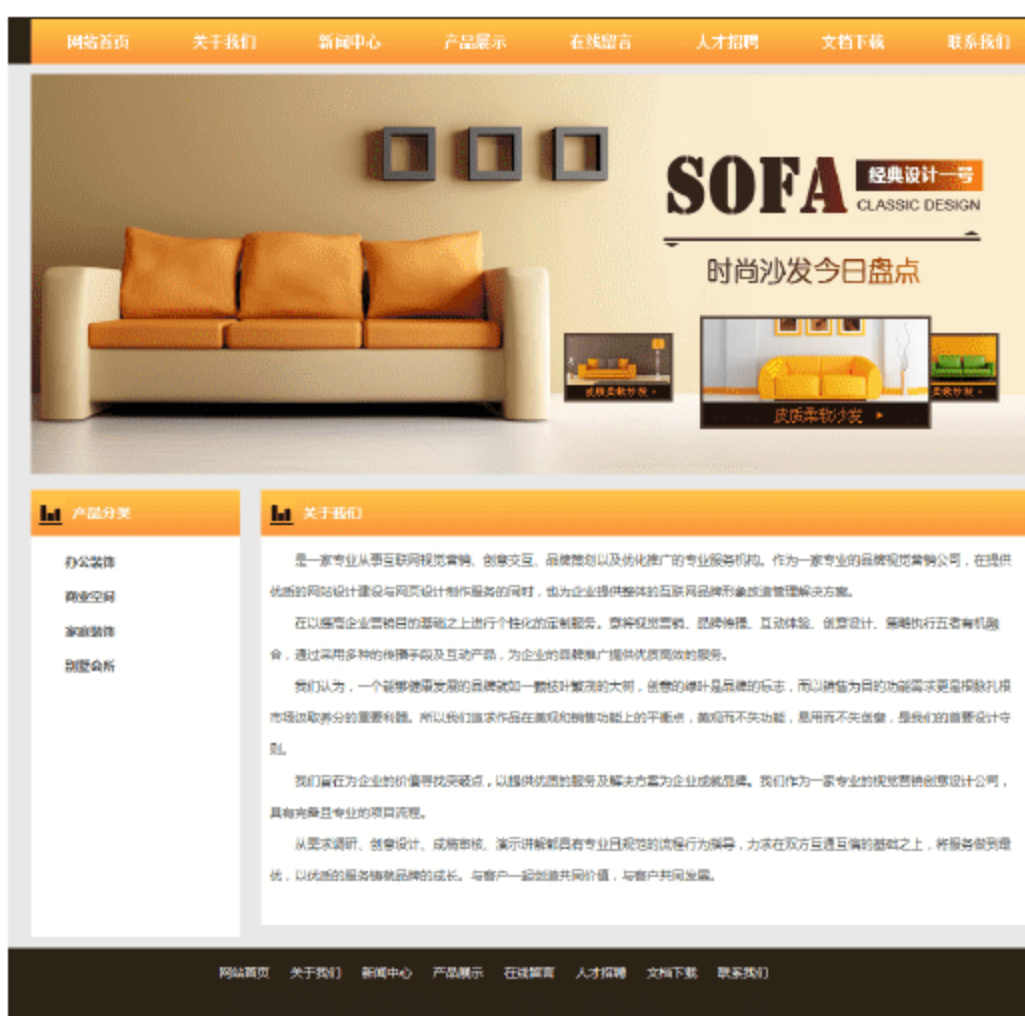 网站首页 关于我们 新闻中心 产品展示 在线留言 人才招聘 文档下载 联系我们
SOFA 经典设计一号
CLASSIC DESIGN
时尚沙发今日盘点
皮质柔软沙发
皮质柔软沙发
柔软沙发
产品分类
办公装饰
商业空间
家庭装饰
别墅会所
关于我们
是一家专业从事互联网视觉营销、创意交互、品牌策划以及优化推广的专业服务机构。作为一家专业的品牌视觉营销公司，在提供
优质的网站设计建设与网页设计制作服务的同时，也为企业提供整体的互联网品牌形象改造管理解决方案。
在以提高企业营销目的基础之上进行个性化的定制服务。意将视觉营销、品牌传播、互动体验、创意设计、策略执行五者有机融
合，通过采用多种的传播手段及互动产品，为企业的品牌推广提供优质高效的服务。
我们认为，一个能够健康发展的品牌就如一颗枝叶繁茂的大树，创意的绿叶是品牌的标志，而以销售为目的功能需求更是根脉扎根
市场汲取养分的重要利器。所以我们追求作品在美观和销售功能上的平衡点，美观而不失功能，易用而不失创意，是我们的首要设计守
则。
我们旨在为企业的价值寻找突破点，以提供优质的服务及解决方案为企业成就品牌。我们作为一家专业的视觉营销创意设计公司，
具有完整且专业的项目流程。
从需求调研、创意设计、成稿审核、演示讲解都具有专业且规范的流程行为指导，力求在双方互通互信的基础之上，将服务做到最
优，以优质的服务铸就品牌的成长。与客户一起创造共同价值，与客户共同发展。
网站首页 关于我们 新闻中心 产品展示 在线留言 人才招聘 文档下载 联系我们